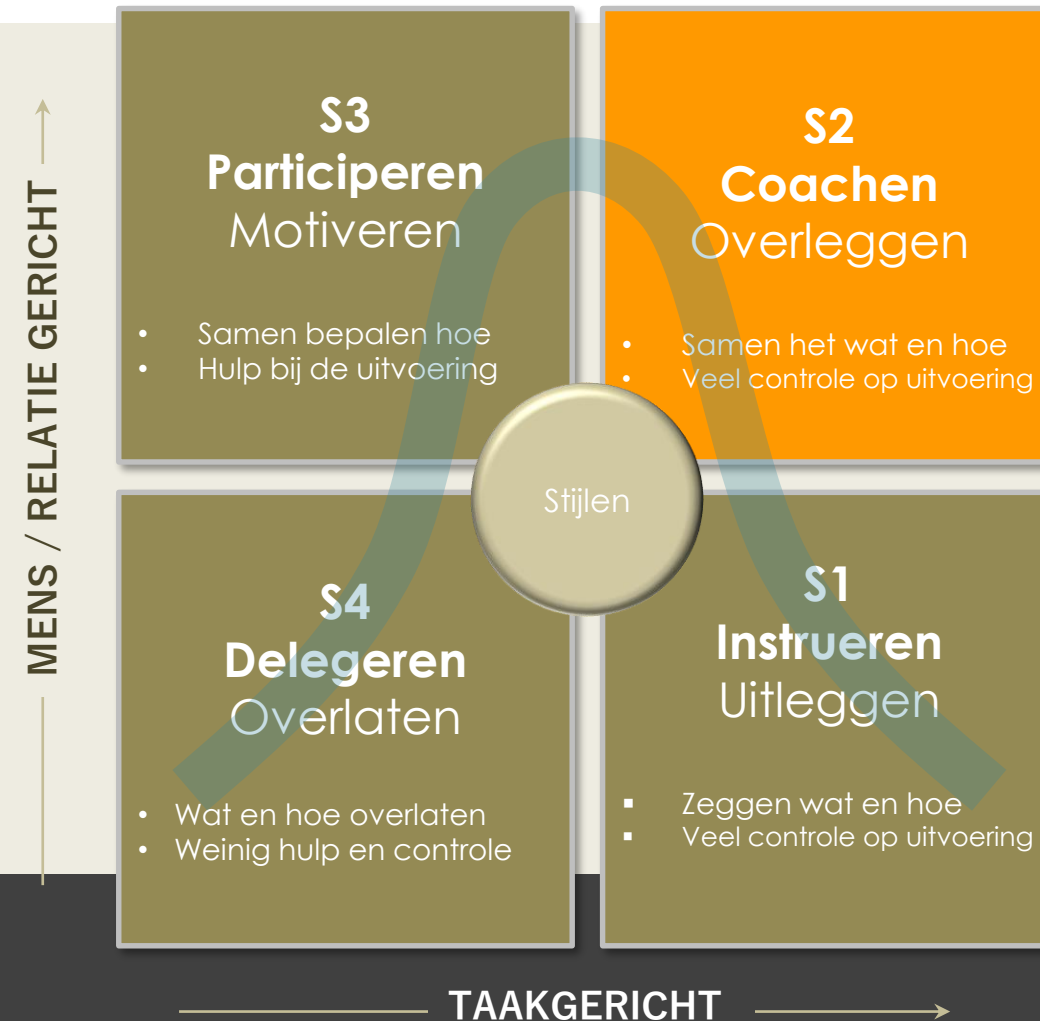 MENS / RELATIE GERICHT
S3
Participeren
Motiveren
• Samen bepalen hoe
• Hulp bij de uitvoering
S2
Coachen
Overleggen
• Samen het wat en hoe
• Veel controle op uitvoering
Stijlen
S4
Delegeren
Overlaten
• Wat en hoe overlaten
• Weinig hulp en controle
S1
Instrueren
Uitleggen
▪ Zeggen wat en hoe
▪ Veel controle op uitvoering
TAAKGERICHT